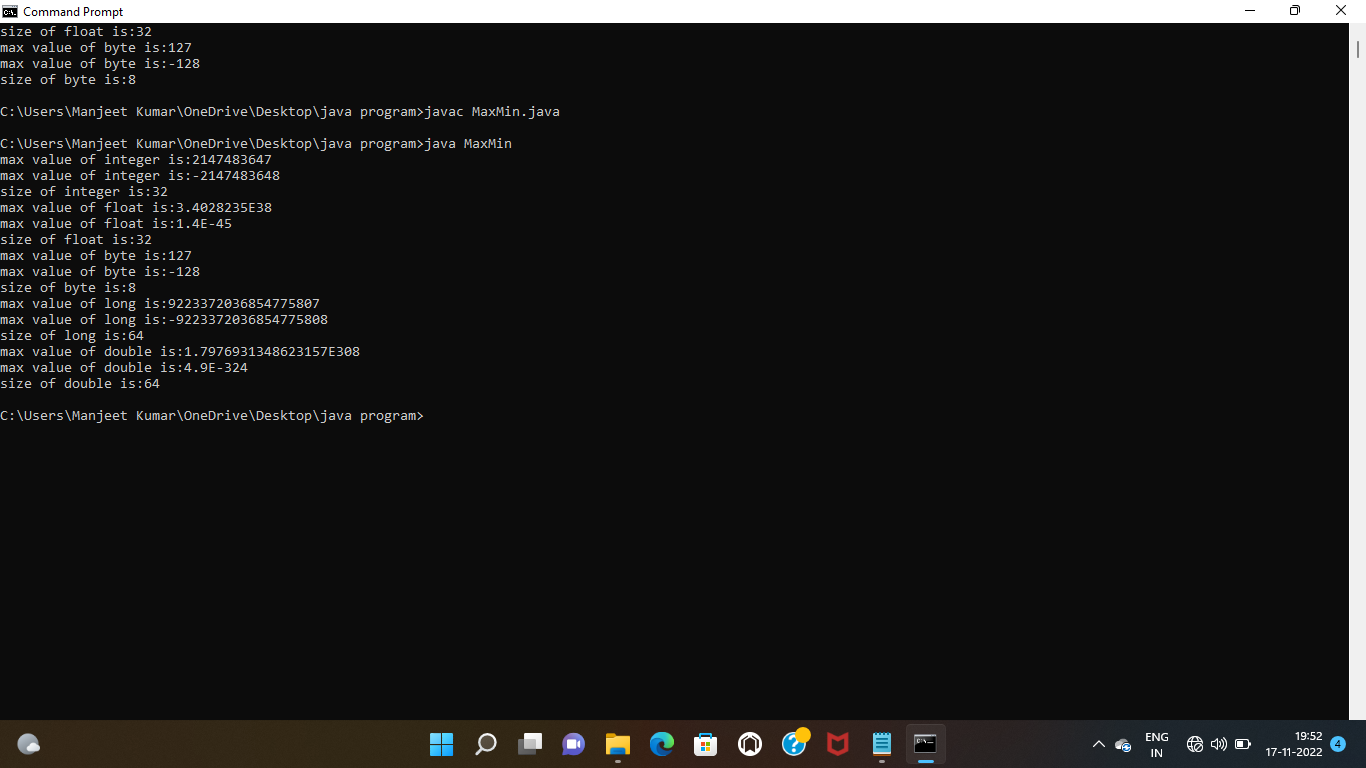 Command Prompt
size of float is:32
max value of byte is:127
max value of byte is:-128
size of byte is:8
C:\Users\Manjeet Kumar\OneDrive\Desktop\java program>javac MaxMin.java
C:\Users\Manjeet Kumar\OneDrive\Desktop\java program>java MaxMin
max value of integer is:2147483647
max value of integer is:-2147483648
size of integer is:32
max value of float is:3.4028235E38
max value of float is:1.4E-45
size of float is:32
max value of byte is:127
max value of byte is:-128
size of byte is:8
max value of long is:9223372036854775807
max value of long is:-9223372036854775808
size of long is:64
max value of double is:1.7976931348623157E308
max value of double is:4.9E-324
size of double is:64
C:\Users\Manjeet Kumar\OneDrive\Desktop\java program>
ENG
IN
19:52
17-11-2022
4